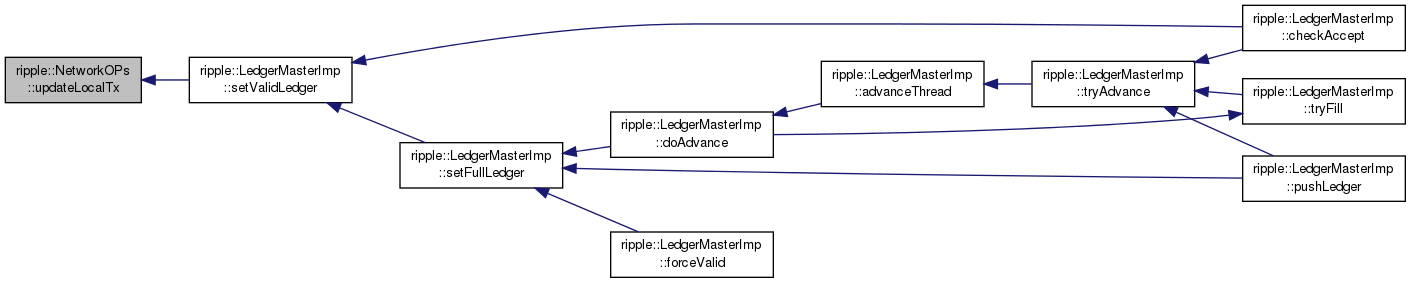 ripple::NetworkOPs
::updateLocalTx
ripple::LedgerMasterImp
::setValidLedger
ripple::LedgerMasterImp
::checkAccept
ripple::LedgerMasterImp
::setFullLedger
ripple::LedgerMasterImp
::doAdvance
ripple::LedgerMasterImp
::advanceThread
ripple::LedgerMasterImp
::tryAdvance
ripple::LedgerMasterImp
::tryFill
ripple::LedgerMasterImp
::pushLedger
ripple::LedgerMasterImp
::forceValid